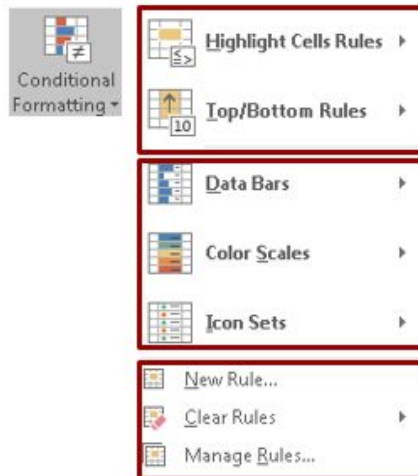 Conditional
Formatting
Highlight Cells Rules
Top/Bottom Rules
10
Data Bars
Color Scales
Icon Sets
New Rule...
Clear Rules
Manage Rules...